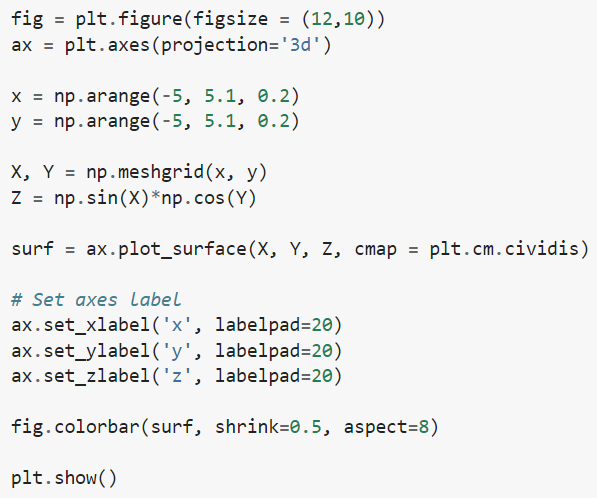 fig = plt.figure(figsize = (12,10))
ax = plt.axes(projection='3d')
x = np.arange(-5, 5.1, 0.2)
y = np.arange(-5, 5.1, 0.2)
X, Y = np.meshgrid(x, y)
Z = np.sin(X)*np.cos(Y)
surf = ax.plot_surface(X, Y, Z, cmap = plt.cm.cividis)
# Set axes label
ax.set_xlabel('x', labelpad=20)
ax.set_ylabel('y', labelpad=20)
ax.set_zlabel('z', labelpad=20)
fig.colorbar(surf, shrink=0.5, aspect=8)
plt.show()